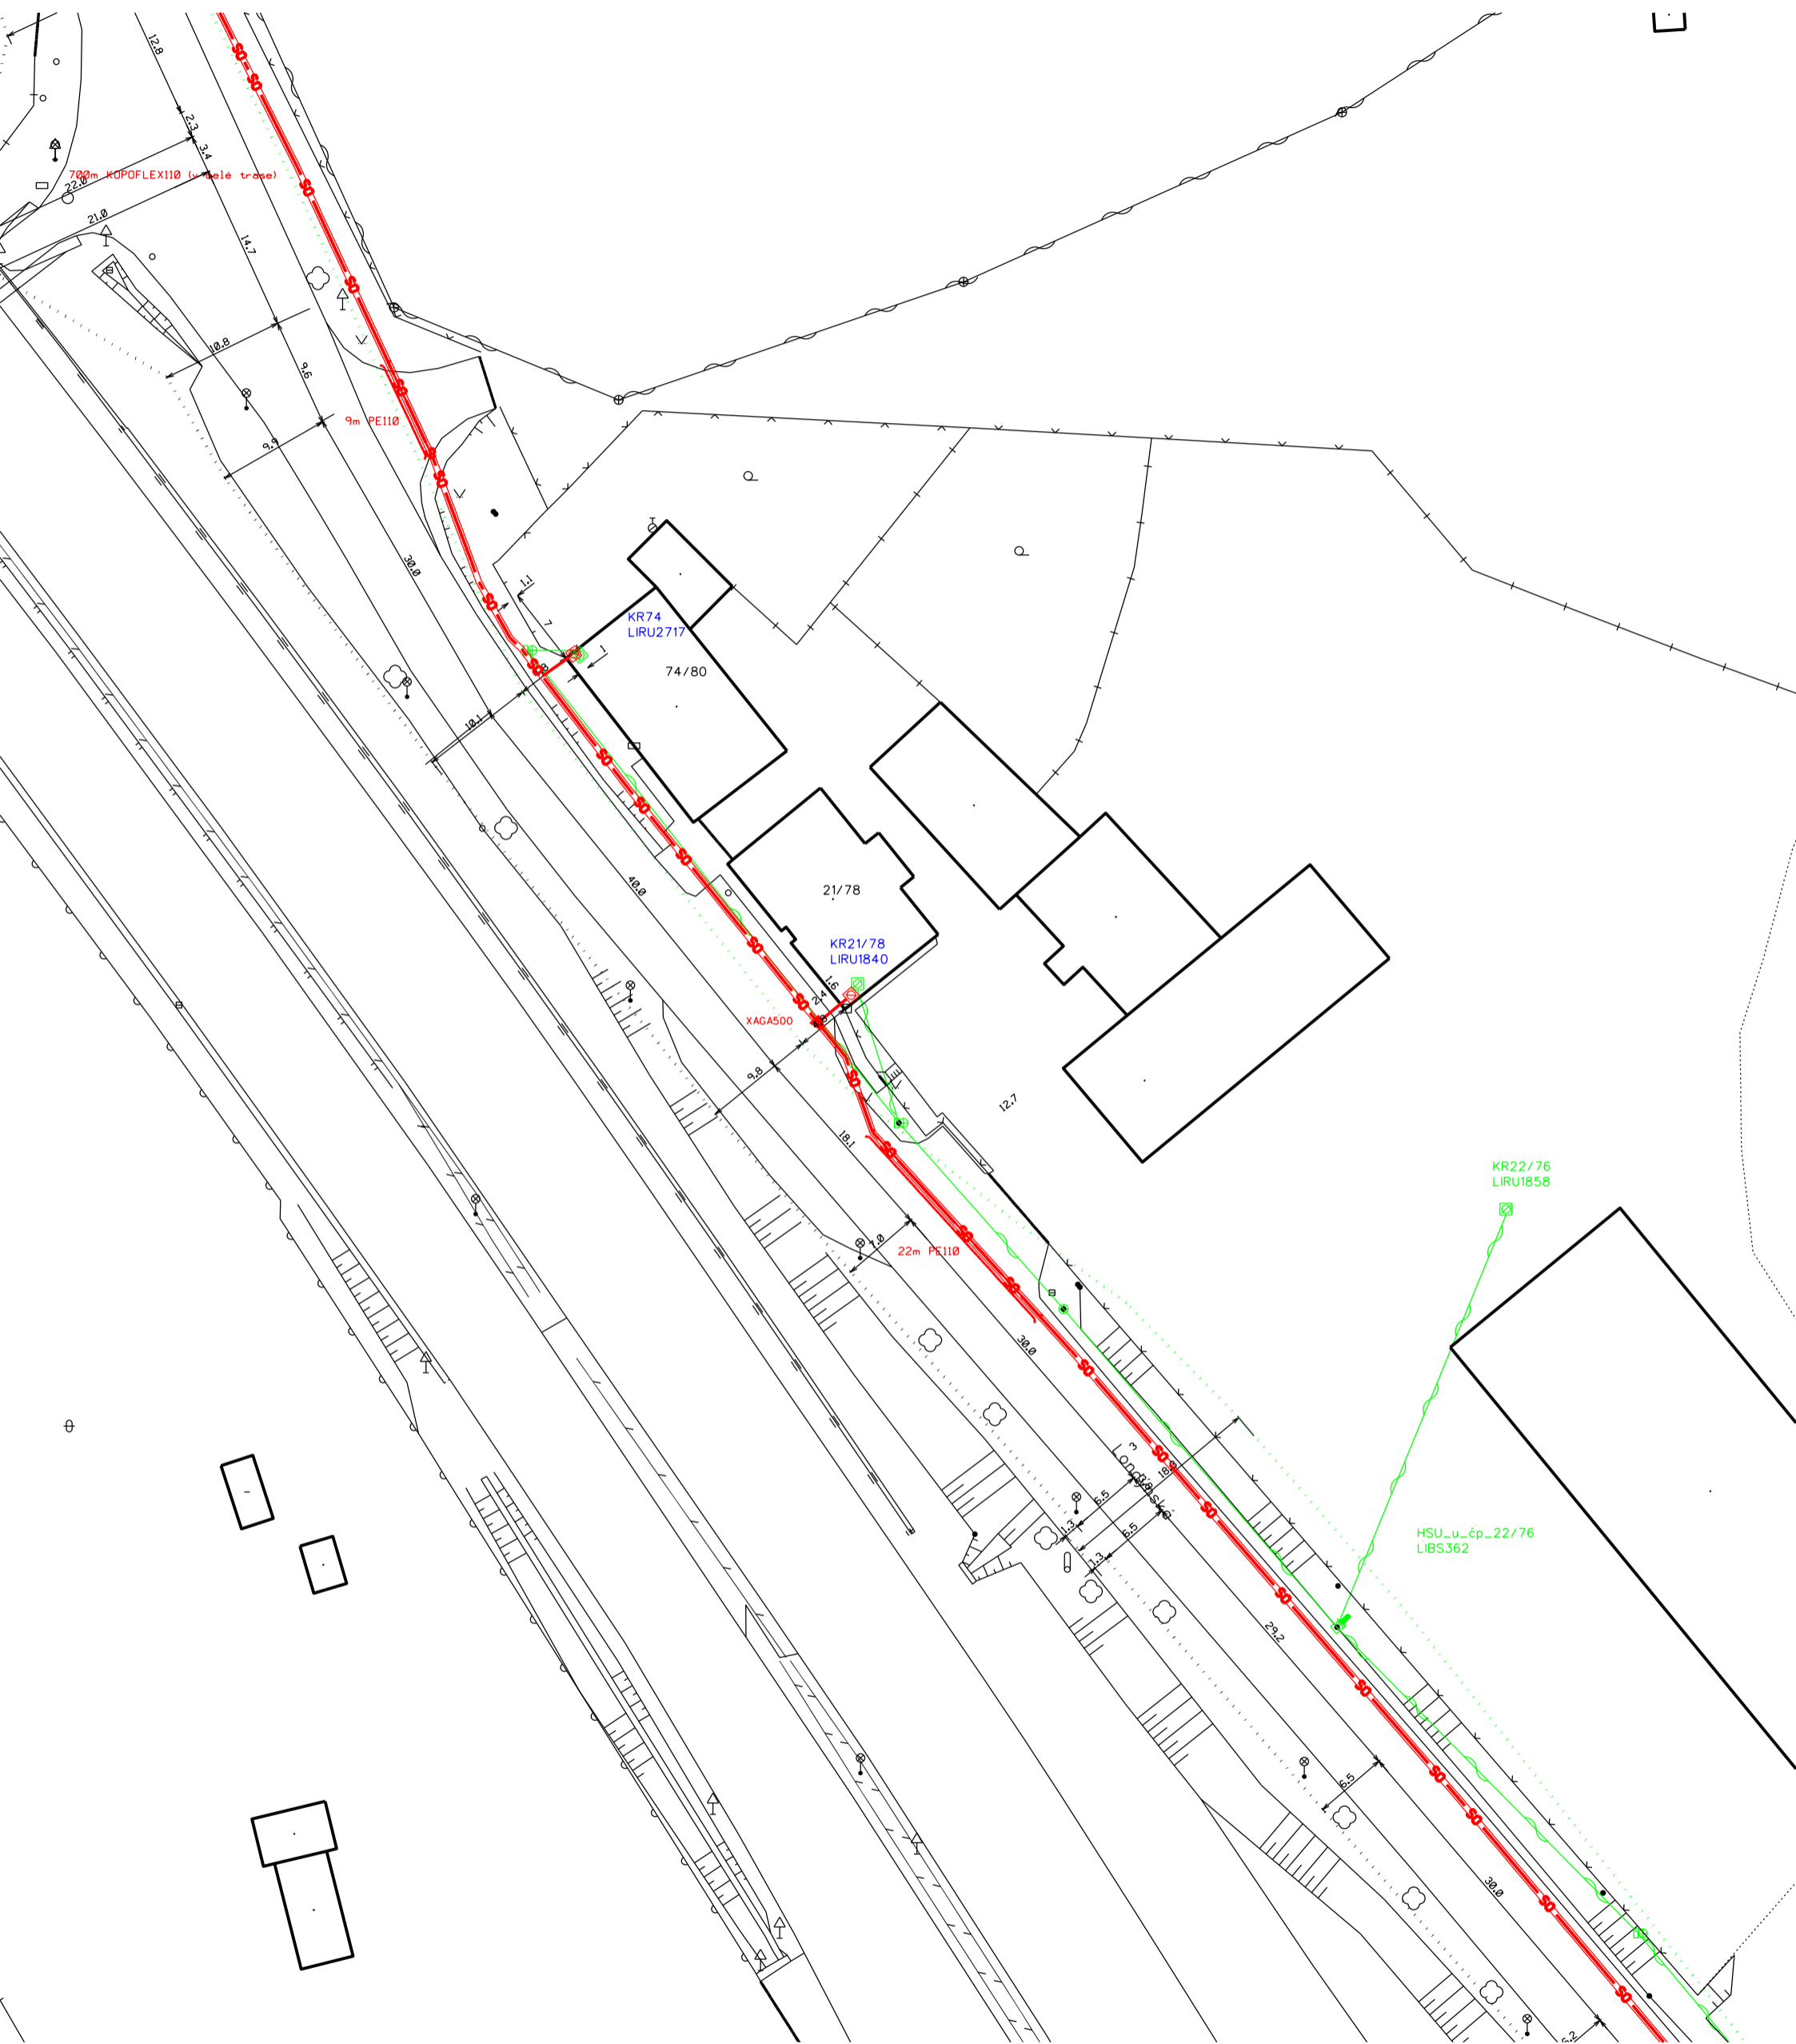 12.8
2.3
3.4
700m KOPOFLEX110 (v celé trase)
22.0
21.0
14.7
10.8
9.6
9m PE110
9.9
30.0
1.1
7
KR74
LIRU2717
1
74/80
10.1
40.0
21/78
KR21/78
LIRU1840
1.6
2.4
XAGA500
9.8
12.7
18.1
KR22/76
LIRU1858
22m PE110
30.0
3
6.5
1.3
6.5
1.3
HSU_u_čp_22/76
LIBS362
29.2
6.5
30.0
6.2